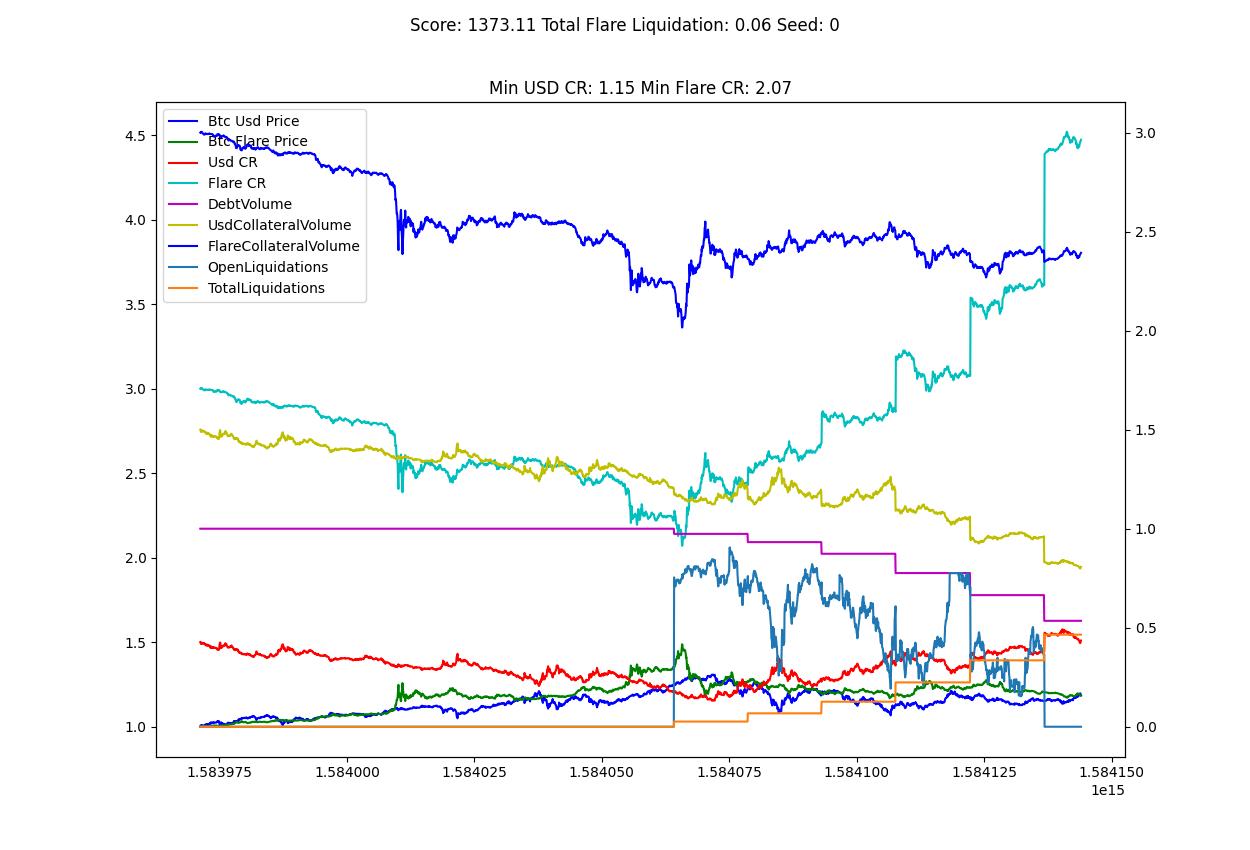 Score: 1373.11 Total Flare Liquidation: 0.06 Seed: 0
Min USD CR: 1.15 Min Flare CR: 2.07
Btc Usd Price
Btc Flare Price
Usd CR
Flare CR
DebtVolume
UsdCollateralVolume
FlareCollateralVolume
OpenLiquidations
TotalLiquidations
4.5
4.0
3.5
3.0
2.5
2.0
1.5
1.0
3.0
2.5
2.0
1.5
1.0
0.5
0.0
1.583975 1.584000 1.584025 1.584050 1.584075 1.584100 1.584125 1.584150
1e15